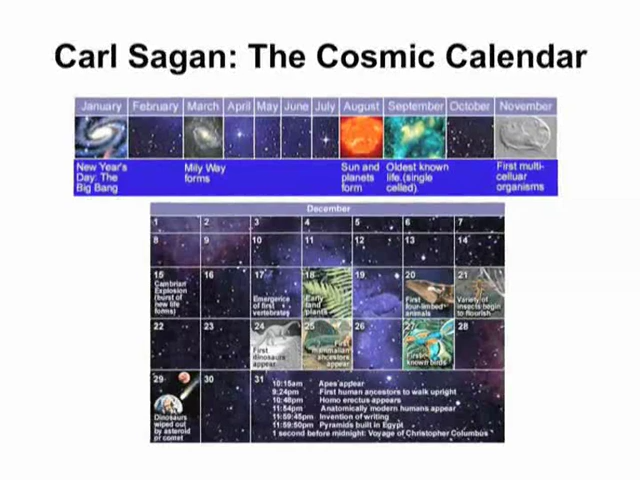 Carl Sagan: The Cosmic Calendar
January February March April May June July August September October November
New Year's
Day: The
Big Bang
Milly Way
forms
Sun and
planets
form
Oldest known
life.(single
celled)
First multi-
celluar
organisms
December
1 2 3 4 5 6 7
8 9 10 11 12 13 14
15 16 17 18 19 20 21
Cambrian
Explosion
(burst of
new life
forms)
Emergence
of first
vertebrates
Early
land
plants
First
four-limbed
animals
Variety of
insects begin
to flourish
22 23 24 25 26 27 28
First
dinosaurs
appear
First
mammalian
ancestors
appear
First
known birds
29 30 31
Dinosaurs
wiped out
by asteroid
or comet
10:15am Apes appear
9:24pm First human ancestors to walk upright
10:48pm Homo erectus appears
11:54pm Anatomically modern humans appear
11:59:45pm Invention of writing
11:59:50pm Pyramids built in Egypt
1 second before midnight: Voyage of Christopher Columbus